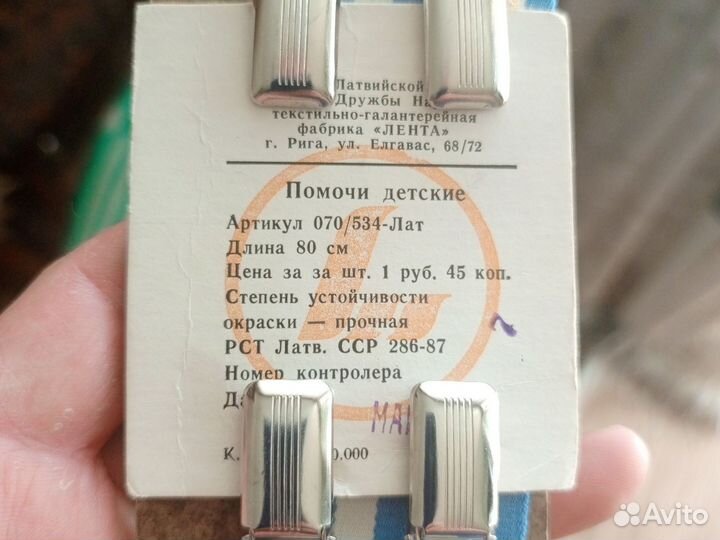 Латвийской
Дружбы
текстильно-галантерейная
фабрика «ЛЕНТА»
г. Рига, ул. Елгавас, 68/72
Помочи детские
Артикул 070/534-Лат
Длина 80 см
Цена за за шт. 1 руб. 45 коп.
Степень устойчивости
окраски — прочная
РСТ Латв. ССР 286-87
Номер контролера
Avito